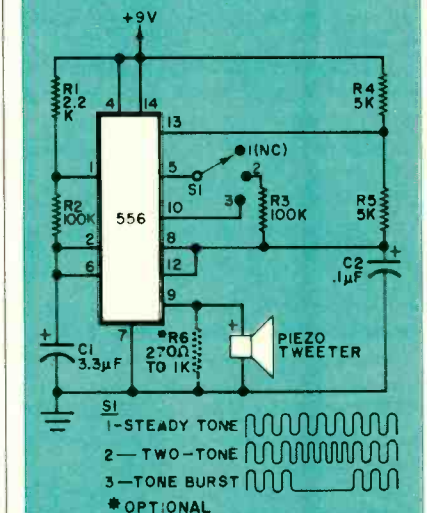 +9V
R1
2.2
K
R4
5K
4
14
13
1
5
1(NC)
S1
2
3
R2
100K
556
10
R3
100K
R5
5K
2
8
6
12
C2
.1µF
9
7
*R6
270Ω
TO 1K
PIEZO
TWEETER
C1
3.3µF
S1
1-STEADY TONE
2—TWO-TONE
3—TONE BURST
* OPTIONAL